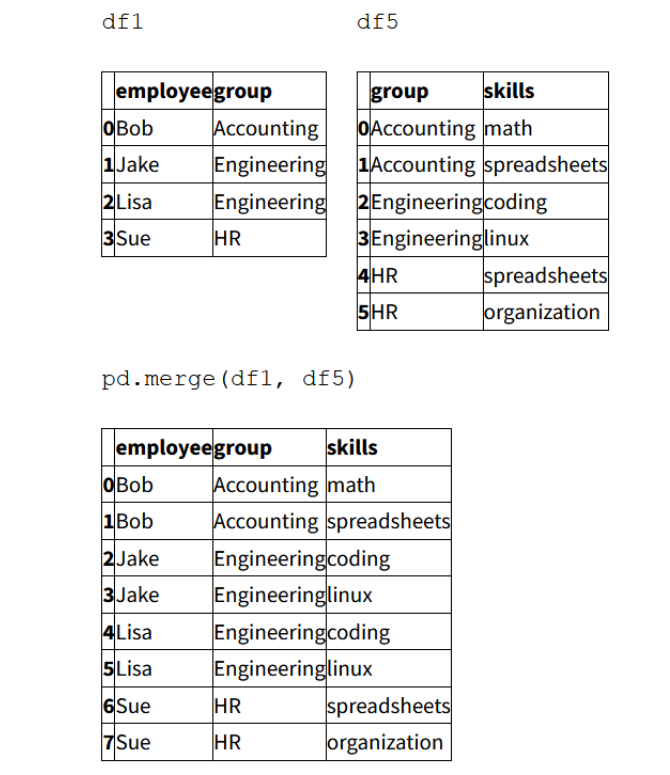 df1 df5
employee group group skills
0 Bob Accounting 0 Accounting math
1 Jake Engineering 1 Accounting spreadsheets
2 Lisa Engineering 2 Engineering coding
3 Sue HR 3 Engineering linux
4 HR spreadsheets
5 HR organization
pd.merge(df1, df5)
employee group skills
0 Bob Accounting math
1 Bob Accounting spreadsheets
2 Jake Engineering coding
3 Jake Engineering linux
4 Lisa Engineering coding
5 Lisa Engineering linux
6 Sue HR spreadsheets
7 Sue HR organization